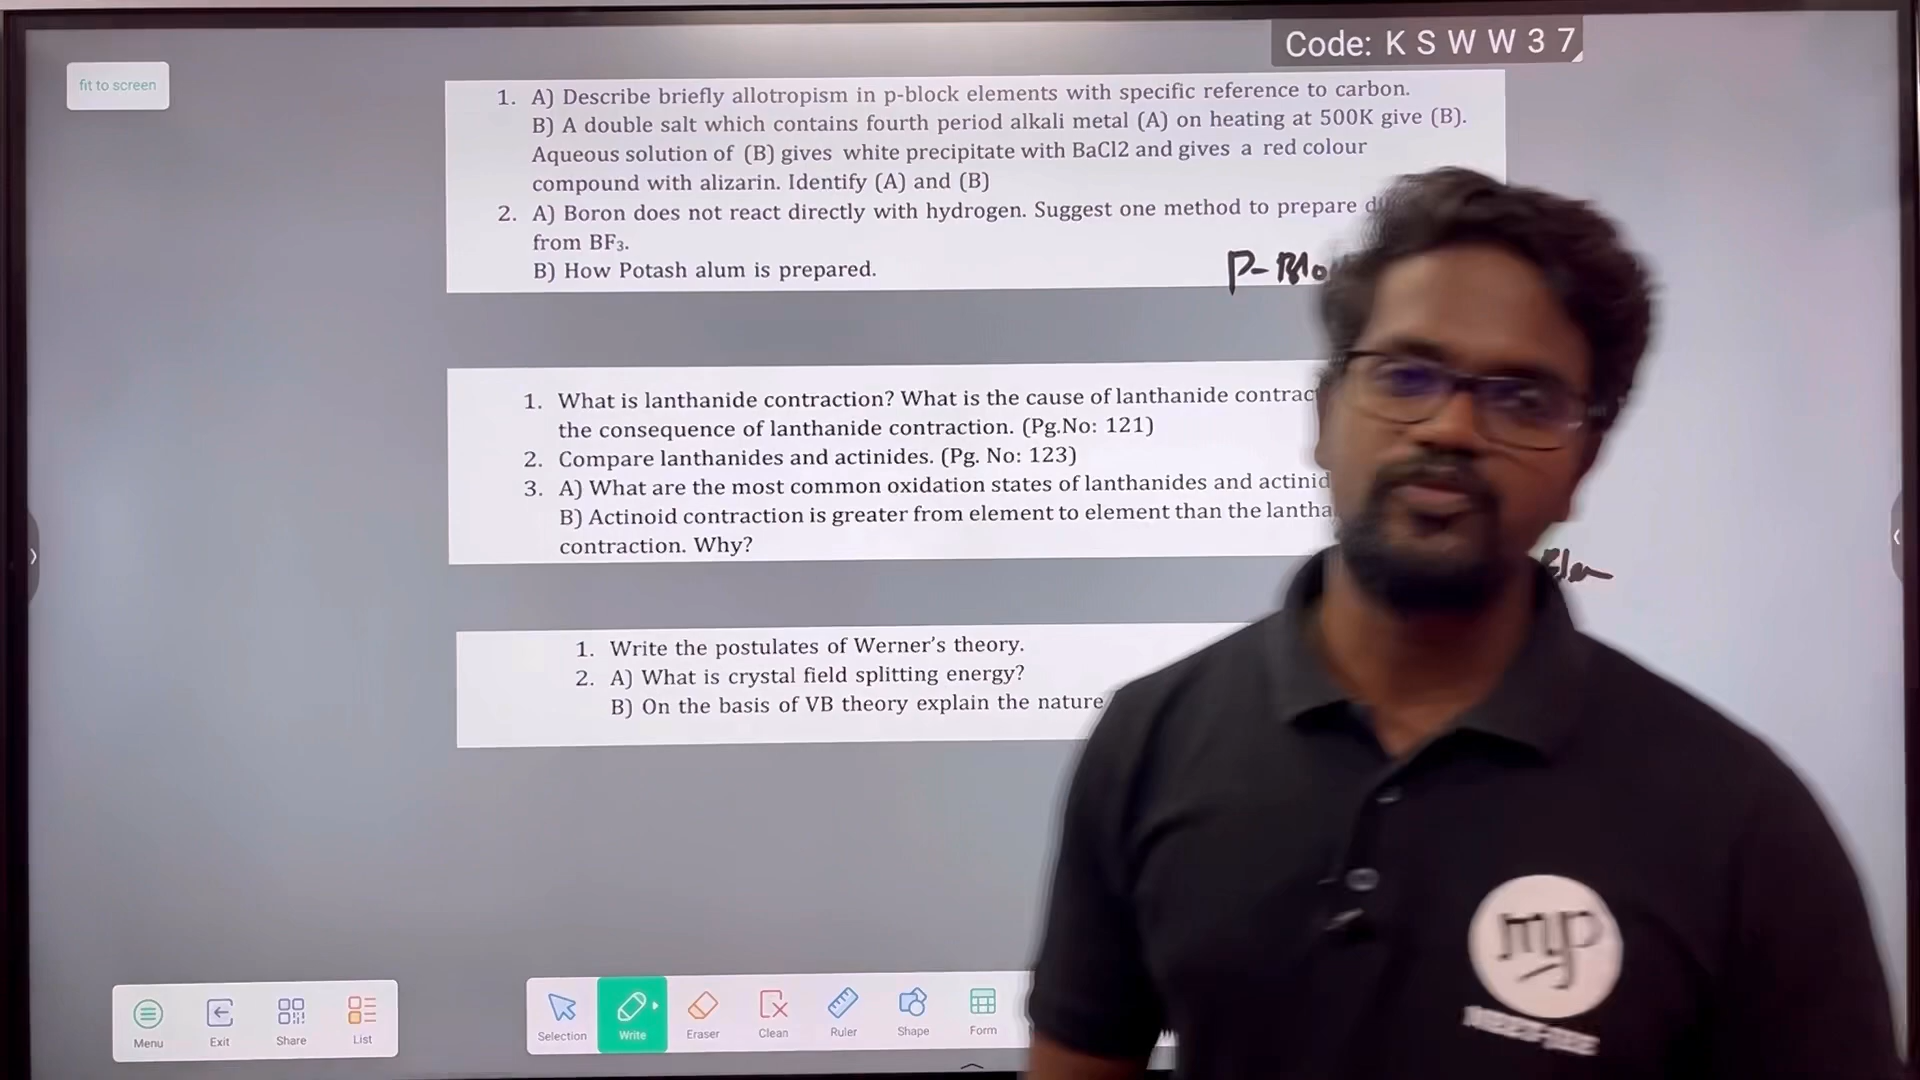 Code: K S W W 3 7
fit to screen
1. A) Describe briefly allotropism in p-block elements with specific reference to carbon.
B) A double salt which contains fourth period alkali metal (A) on heating at 500K give (B).
Aqueous solution of (B) gives white precipitate with BaCl2 and gives a red colour
compound with alizarin. Identify (A) and (B)
2. A) Boron does not react directly with hydrogen. Suggest one method to prepare
from BF₃.
B) How Potash alum is prepared.
P-Blo
1. What is lanthanide contraction? What is the cause of lanthanide contrac
the consequence of lanthanide contraction. (Pg.No: 121)
2. Compare lanthanides and actinides. (Pg. No: 123)
3. A) What are the most common oxidation states of lanthanides and actinid
B) Actinoid contraction is greater from element to element than the lantha
contraction. Why?
Elem
1. Write the postulates of Werner's theory.
2. A) What is crystal field splitting energy?
B) On the basis of VB theory explain the nature
mp
Menu Exit Share List
Selection Write Eraser Clean Ruler Shape Form